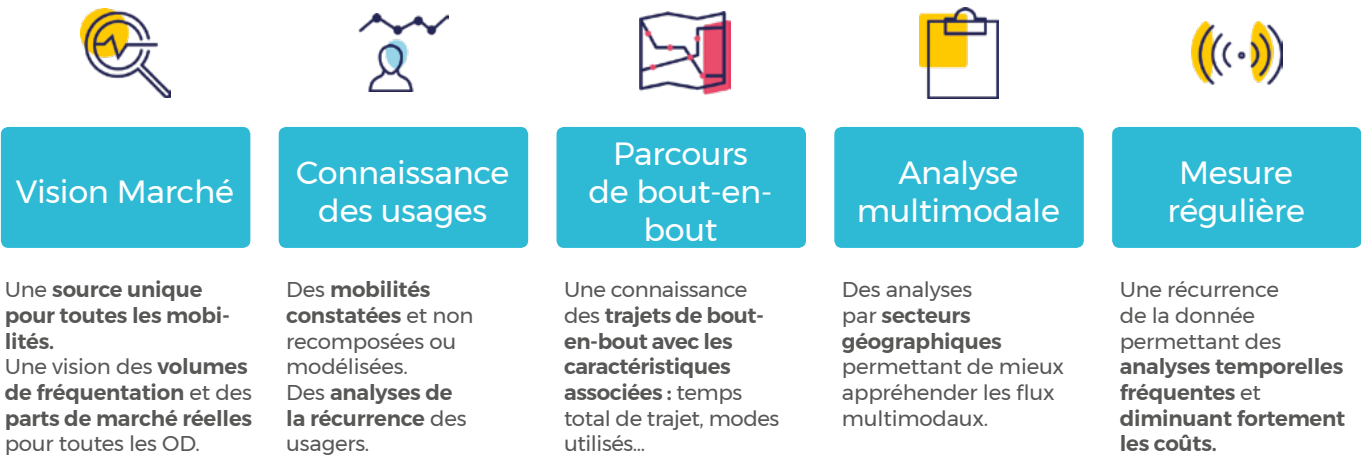 Vision Marché
Connaissance
des usages
Parcours
de bout-en-
bout
Analyse
multimodale
Mesure
régulière
Une source unique
pour toutes les mobi-
lités.
Une vision des volumes
de fréquentation et des
parts de marché réelles
pour toutes les OD.
Des mobilités
constatées et non
recomposées ou
modélisées.
Des analyses de
la récurrence des
usagers.
Une connaissance
des trajets de bout-
en-bout avec les
caractéristiques
associées : temps
total de trajet, modes
utilisés...
Des analyses
par secteurs
géographiques
permettant de mieux
appréhender les flux
multimodaux.
Une récurrence
de la donnée
permettant des
analyses temporelles
fréquentes et
diminuant fortement
les coûts.